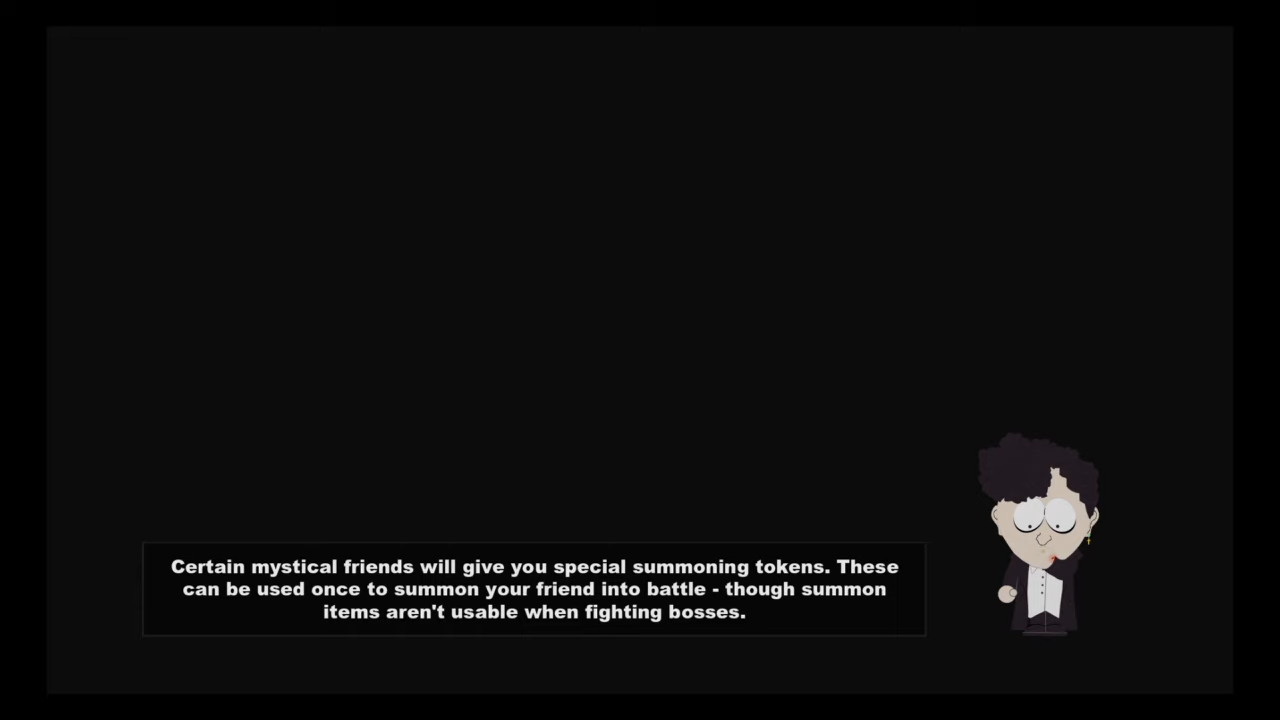 Certain mystical friends will give you special summoning tokens. These
can be used once to summon your friend into battle - though summon
items aren't usable when fighting bosses.